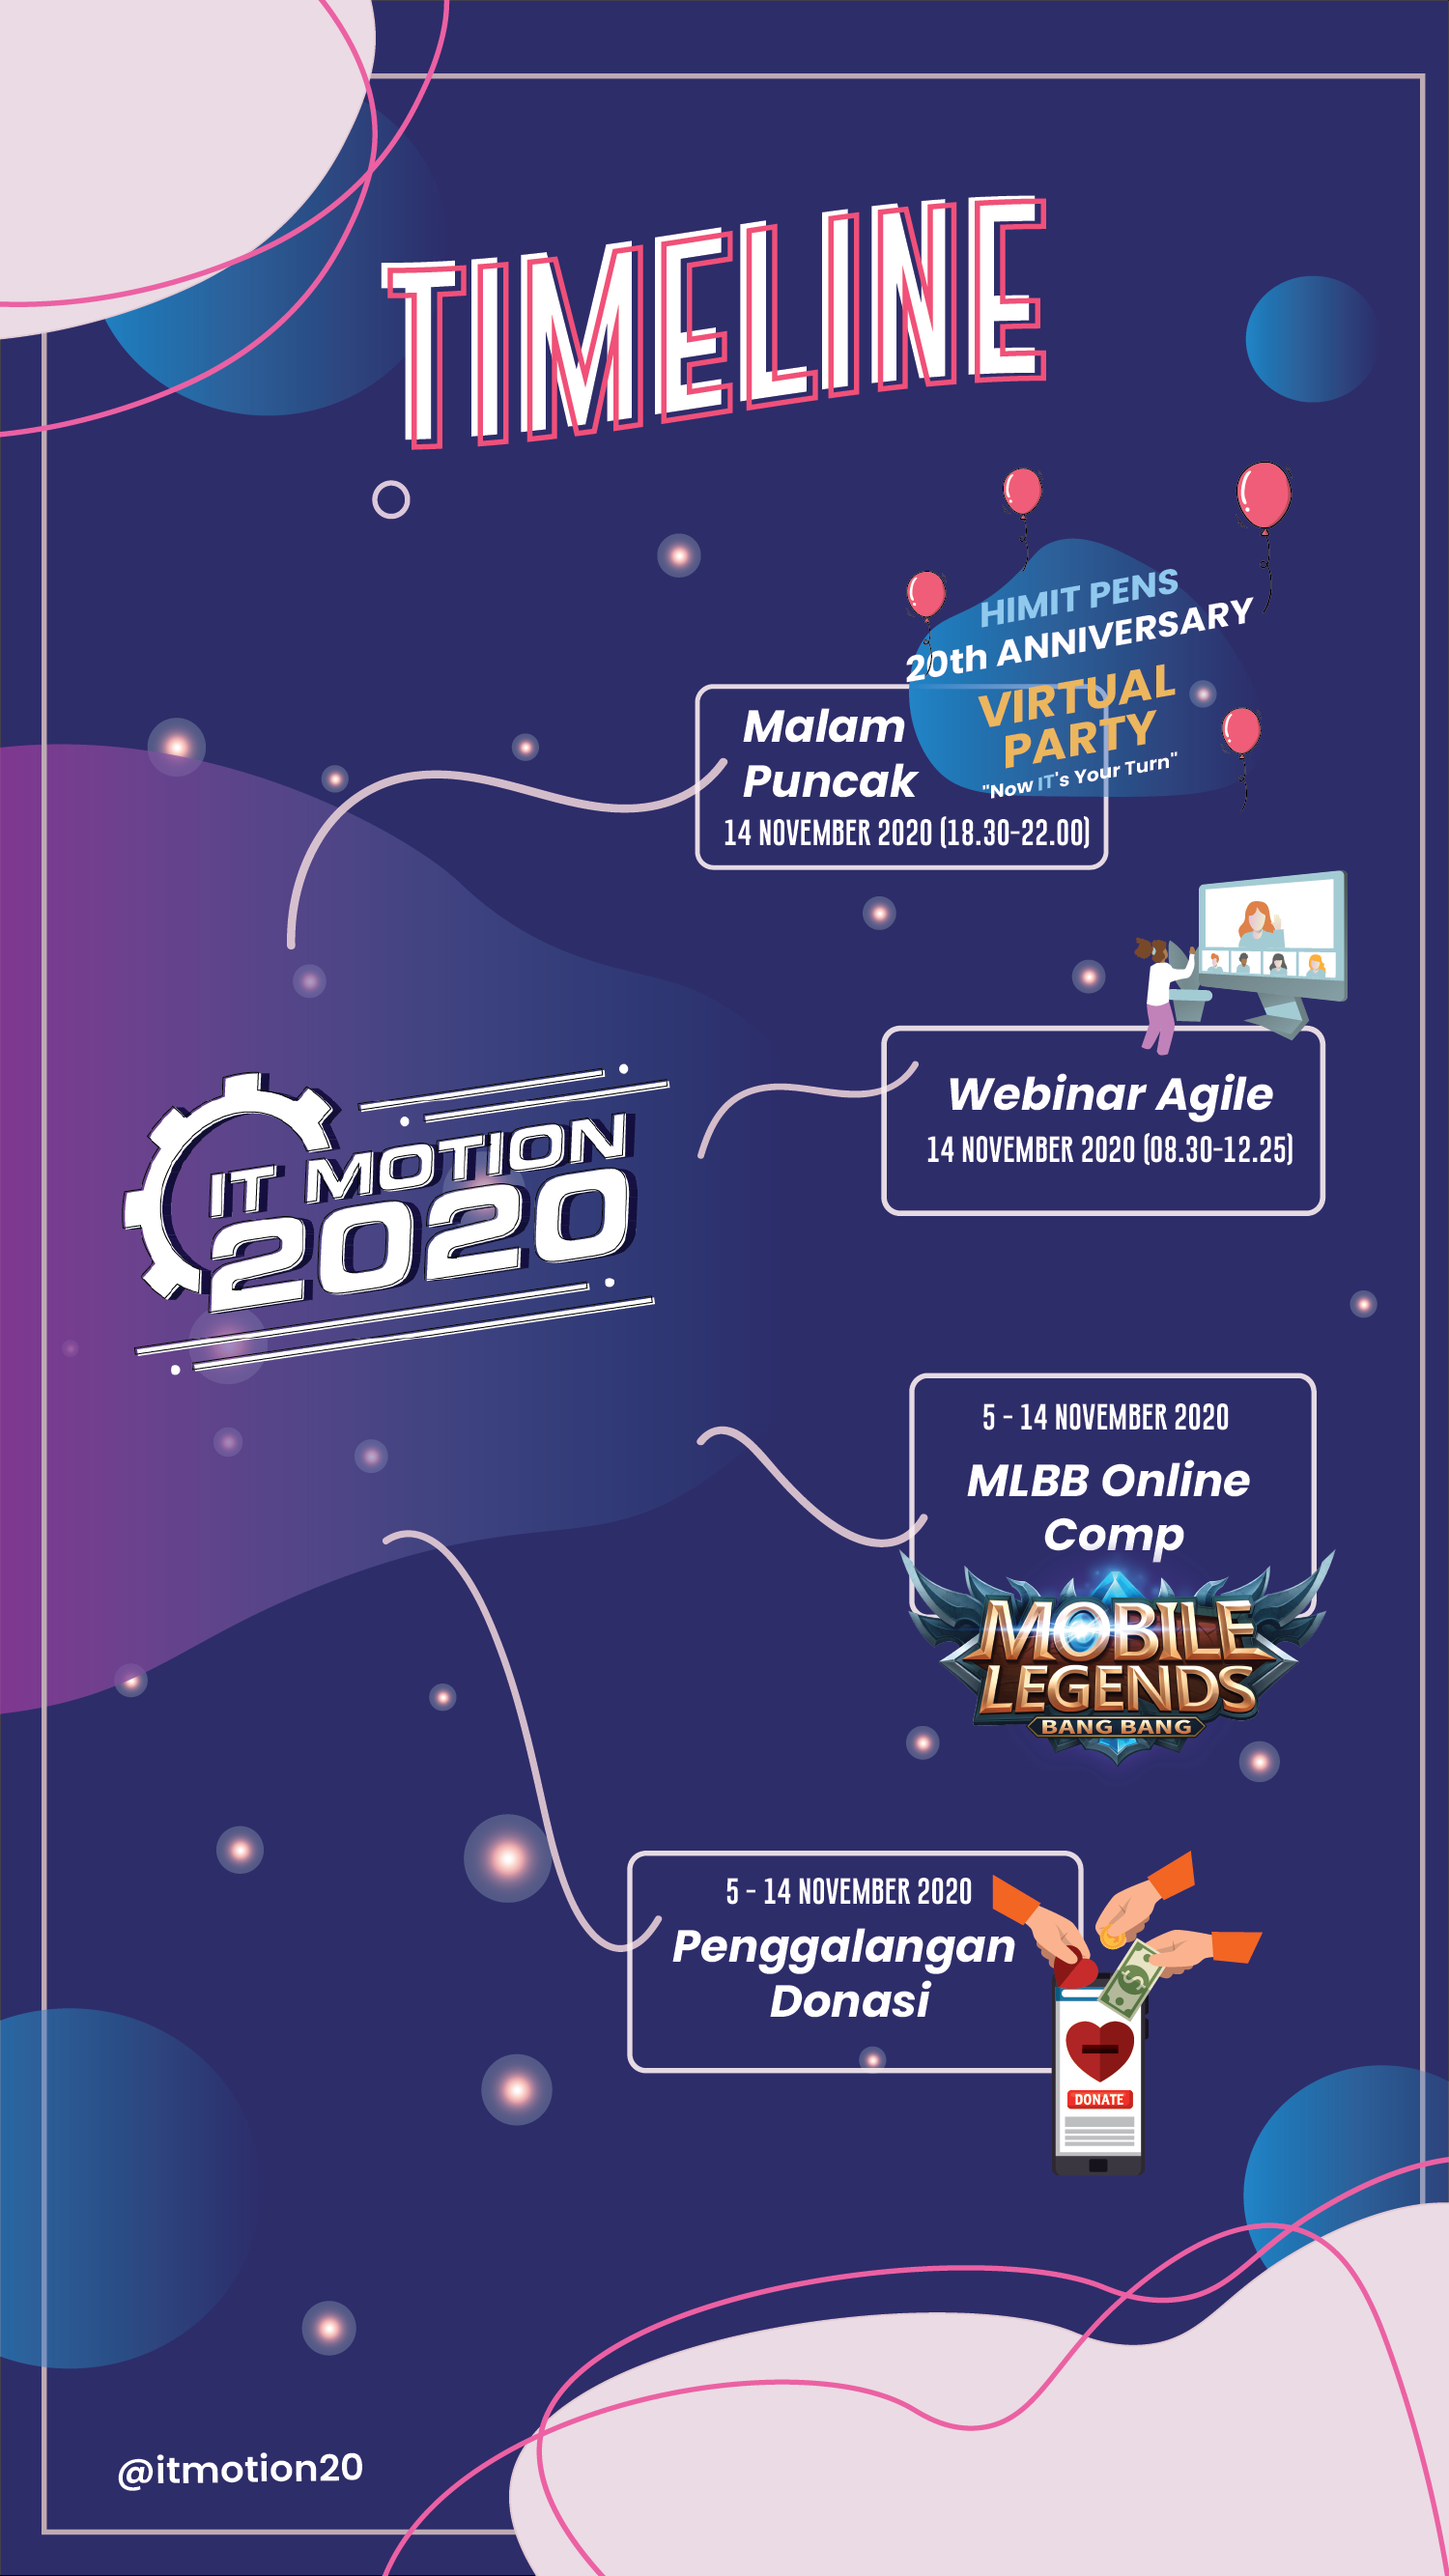 TIMELINE
HIMIT PENS
20th ANNIVERSARY
VIRTUAL
PARTY
"Now IT's Your Turn"
Malam
Puncak
14 NOVEMBER 2020 (18.30-22.00)
Webinar Agile
14 NOVEMBER 2020 (08.30-12.25)
IT MOTION
2020
5 - 14 NOVEMBER 2020
MLBB Online
Comp
MOBILE
LEGENDS
BANG BANG
5 - 14 NOVEMBER 2020
Penggalangan
Donasi
$
DONATE
@itmotion20